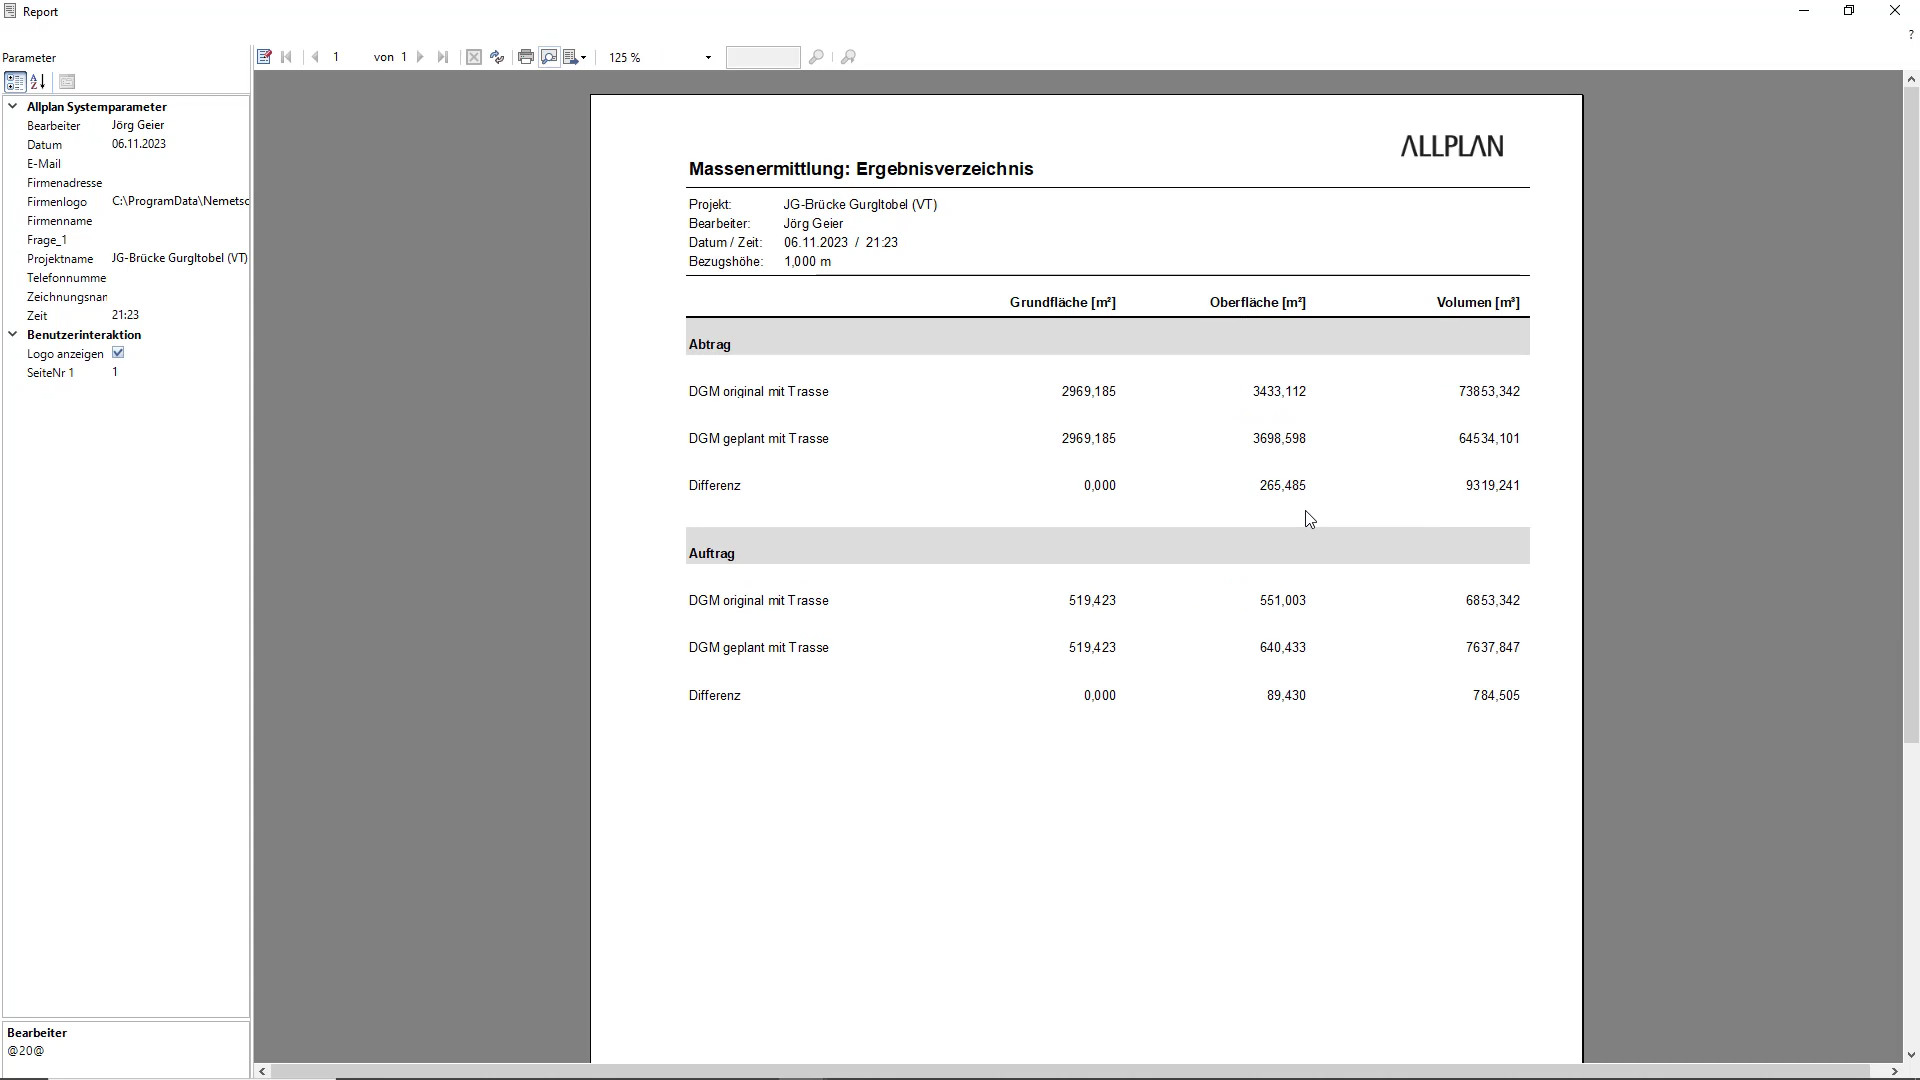 Report
?
Parameter
1 von 1 125 %
Allplan Systemparameter
Bearbeiter Jörg Geier
Datum 06.11.2023
E-Mail
Firmenadresse
Firmenlogo C:\ProgramData\Nemetsc
Firmenname
Frage_1
Projektname JG-Brücke Gurgltobel (VT)
Telefonnumme
Zeichnungsnar
Zeit 21:23
Benutzerinteraktion
Logo anzeigen
SeiteNr 1 1
Bearbeiter
@20@
ALLPLAN
Massenermittlung: Ergebnisverzeichnis
Projekt: JG-Brücke Gurgltobel (VT)
Bearbeiter: Jörg Geier
Datum / Zeit: 06.11.2023 / 21:23
Bezugshöhe: 1,000 m
Grundfläche [m²] Oberfläche [m²] Volumen [m³]
Abtrag
DGM original mit Trasse 2969,185 3433,112 73853,342
DGM geplant mit Trasse 2969,185 3698,598 64534,101
Differenz 0,000 265,485 9319,241
Auftrag
DGM original mit Trasse 519,423 551,003 6853,342
DGM geplant mit Trasse 519,423 640,433 7637,847
Differenz 0,000 89,430 784,505